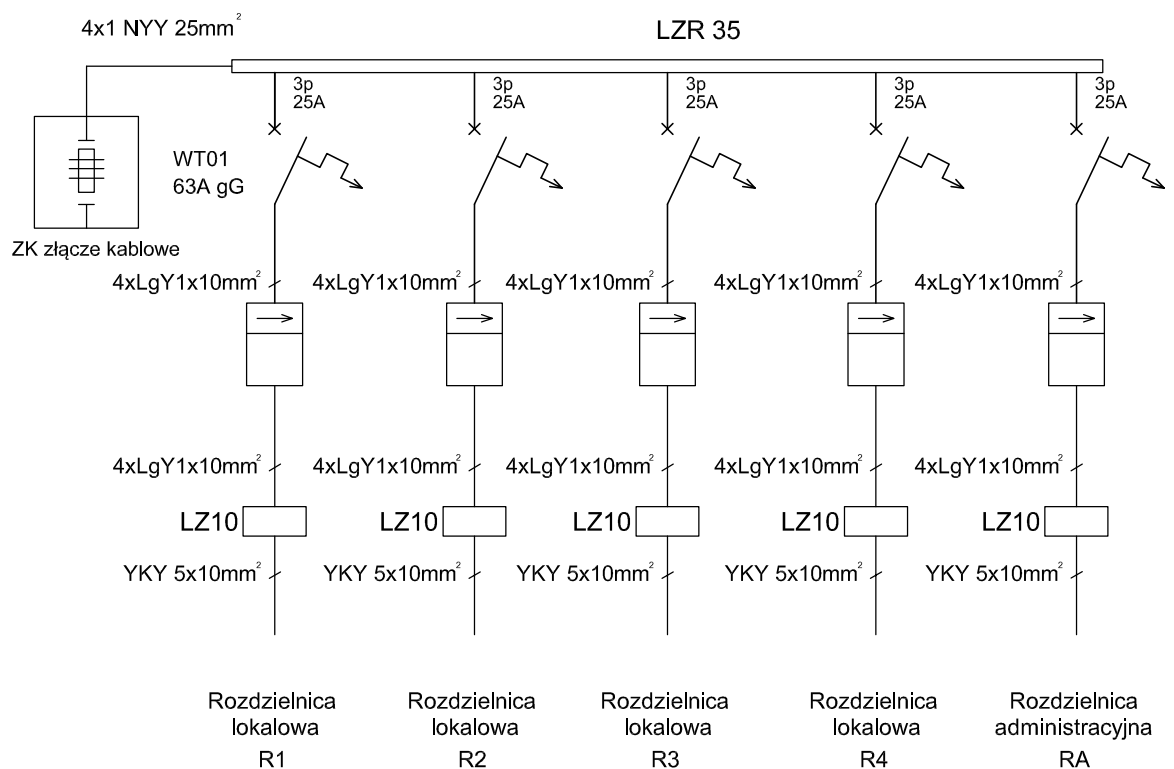 4x1 NYY 25mm²
LZR 35
3p
25A
3p
25A
3p
25A
3p
25A
3p
25A
WT01
63A gG
ZK złącze kablowe
4xLgY1x10mm² 4xLgY1x10mm² 4xLgY1x10mm² 4xLgY1x10mm² 4xLgY1x10mm²
4xLgY1x10mm² 4xLgY1x10mm² 4xLgY1x10mm² 4xLgY1x10mm² 4xLgY1x10mm²
LZ10 LZ10 LZ10 LZ10 LZ10
YKY 5x10mm² YKY 5x10mm² YKY 5x10mm² YKY 5x10mm² YKY 5x10mm²
Rozdzielnica
lokalowa
R1
Rozdzielnica
lokalowa
R2
Rozdzielnica
lokalowa
R3
Rozdzielnica
lokalowa
R4
Rozdzielnica
administracyjna
RA